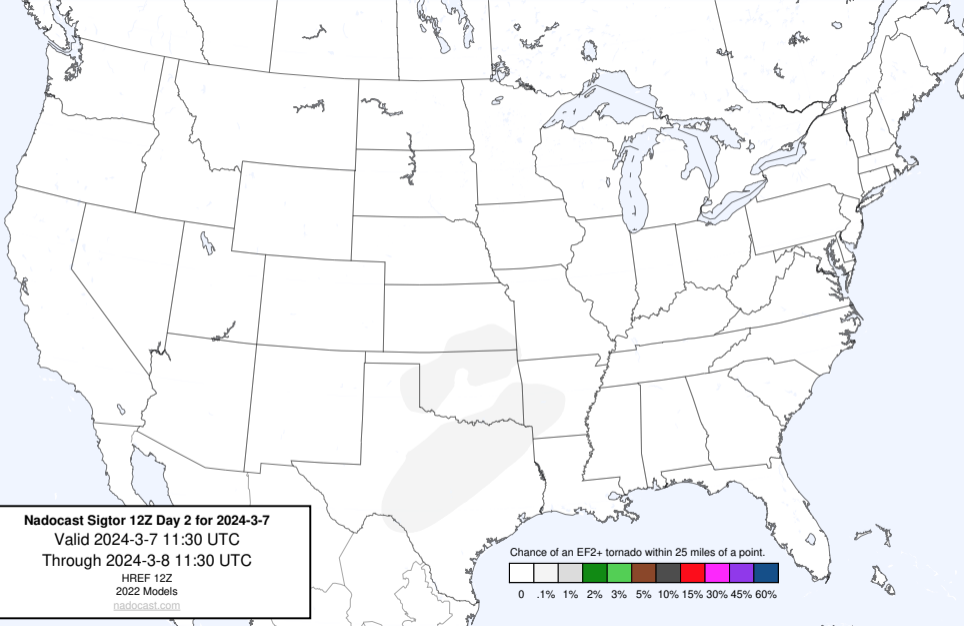 Nadocast Sigtor 12Z Day 2 for 2024-3-7
Valid 2024-3-7 11:30 UTC
Through 2024-3-8 11:30 UTC
HREF 12Z
2022 Models
nadocast.com
Chance of an EF2+ tornado within 25 miles of a point.
0 .1% 1% 2% 3% 5% 10% 15% 30% 45% 60%